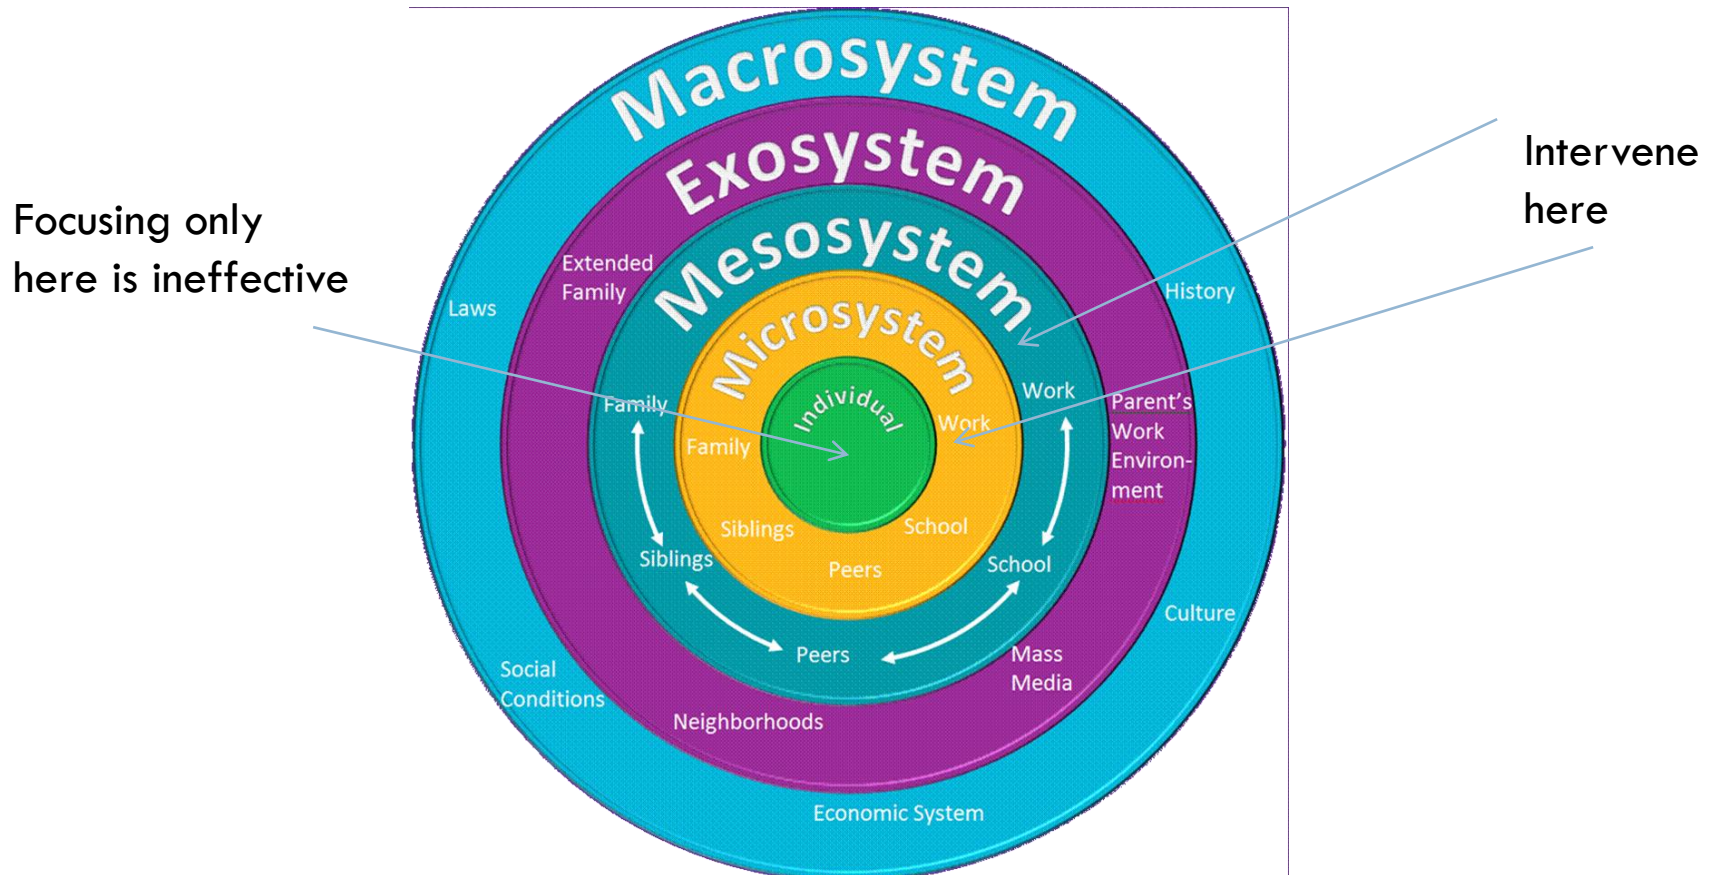 Macrosystem
Exosystem
Mesosystem
Microsystem
Individual
Focusing only
here is ineffective
Intervene
here
Laws
History
Culture
Social
Conditions
Economic System
Extended
Family
Parent's
Work
Environ-
ment
Mass
Media
Neighborhoods
Family
Work
Siblings
School
Peers
Family
Work
Siblings
School
Peers